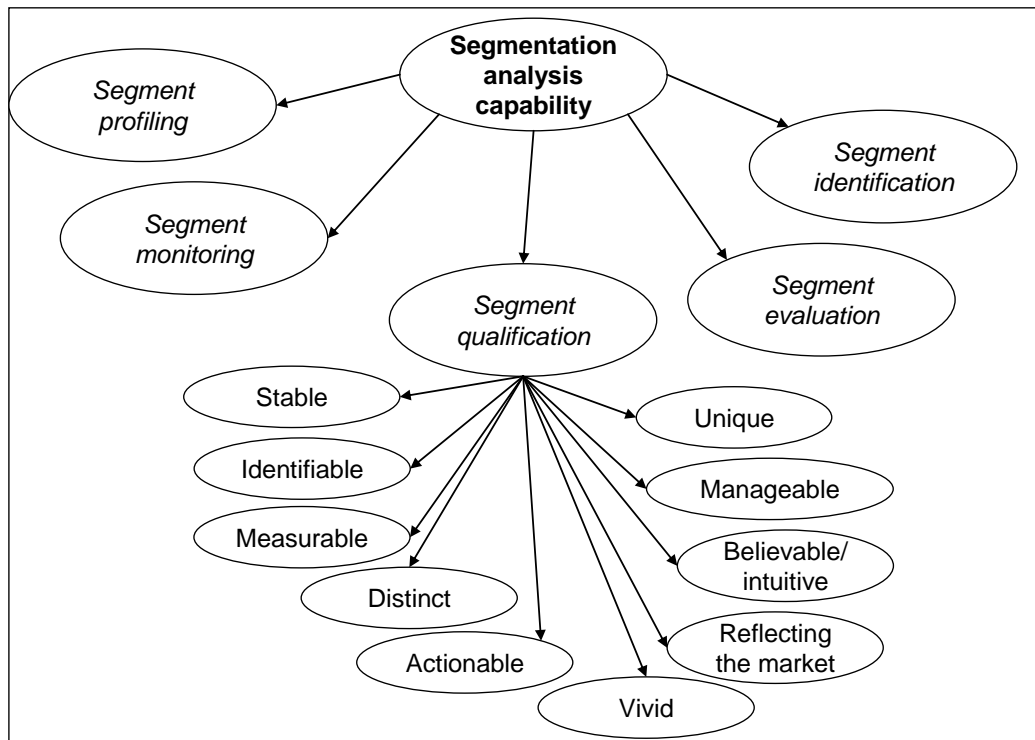 Segmentation
analysis
capability
Segment
profiling
Segment
identification
Segment
monitoring
Segment
evaluation
Segment
qualification
Stable
Unique
Identifiable
Manageable
Measurable
Believable/
intuitive
Distinct
Reflecting
the market
Actionable
Vivid